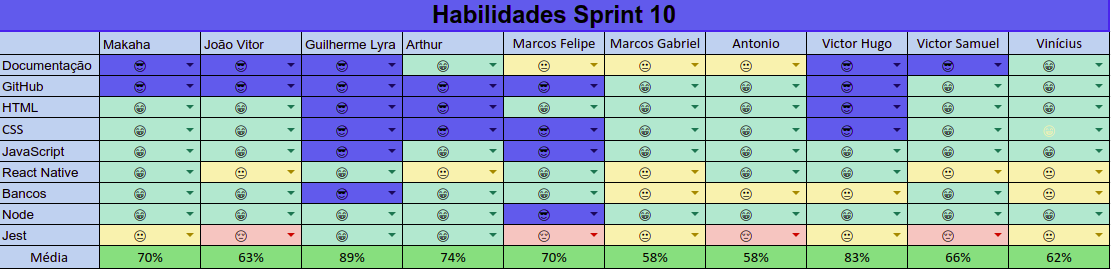 Habilidades Sprint 10
Makaha João Vitor Guilherme Lyra Arthur Marcos Felipe Marcos Gabriel Antonio Victor Hugo Victor Samuel Vinícius
Documentação
GitHub
HTML
CSS
JavaScript
React Native
Bancos
Node
Jest
Média 70% 63% 89% 74% 70% 58% 58% 83% 66% 62%